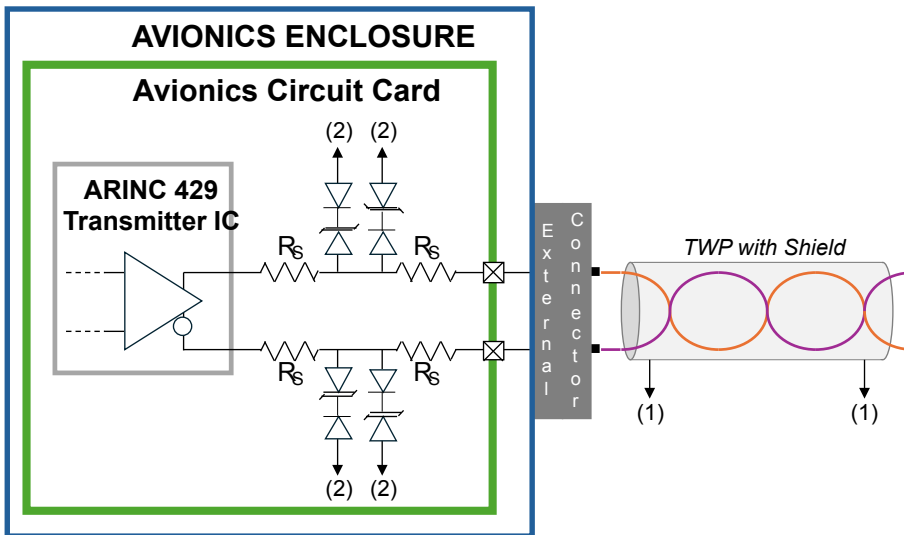 AVIONICS ENCLOSURE
Avionics Circuit Card
(2) (2)
ARINC 429
Transmitter IC
RS RS
RS RS
(2) (2)
External
Connector
TWP with Shield
(1) (1)